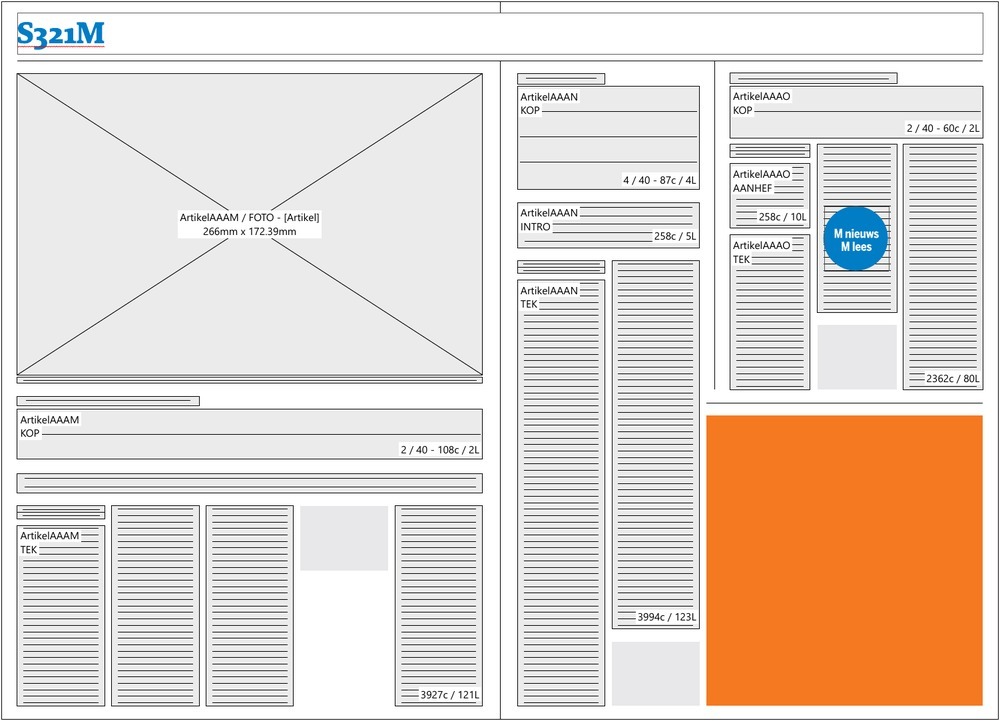 S321M
ArtikelAAAM / FOTO - [Artikel]
266mm x 172.39mm
ArtikelAAAM
KOP
2 / 40 - 108c / 2L
ArtikelAAAM
TEK
3927c / 121L
ArtikelAAAN
KOP
4 / 40 - 87c / 4L
ArtikelAAAN
INTRO
258c / 5L
ArtikelAAAN
TEK
3994c / 123L
ArtikelAAAO
KOP
2 / 40 - 60c / 2L
ArtikelAAAO
AANHEF
258c / 10L
ArtikelAAAO
TEK
M nieuws
M lees
2362c / 80L